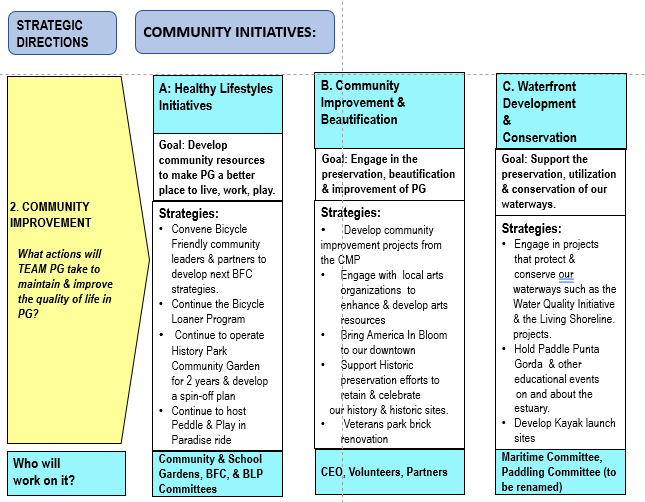 STRATEGIC
DIRECTIONS
COMMUNITY INITIATIVES:
2. COMMUNITY
IMPROVEMENT
What actions will
TEAM PG take to
maintain & improve
the quality of life in
PG?
A: Healthy Lifestyles
Initiatives
Goal: Develop
community resources
to make PG a better
place to live, work, play.
Strategies:
• Convene Bicycle
Friendly community
leaders & partners to
develop next BFC
strategies.
• Continue the Bicycle
Loaner Program
• Continue to operate
History Park
Community Garden
for 2 years & develop
a spin-off plan
• Continue to host
Peddle & Play in
Paradise ride
B. Community
Improvement &
Beautification
Goal: Engage in the
preservation, beautification
& improvement of PG
Strategies:
• Develop community
improvement projects from
the CMP
• Engage with local arts
organizations to
enhance & develop arts
resources
• Bring America In Bloom
to our downtown
• Support Historic
preservation efforts to
retain & celebrate
our history & historic sites.
• Veterans park brick
renovation
C. Waterfront
Development
&
Conservation
Goal: Support the
preservation, utilization
& conservation of our
waterways.
Strategies:
• Engage in projects
that protect &
conserve our
waterways such as the
Water Quality Initiative
& the Living Shoreline.
projects.
• Hold Paddle Punta
Gorda & other
educational events
on and about the
estuary.
• Develop Kayak launch
sites
Who will
work on it?
Community & School
Gardens, BFC, & BLP
Committees
CEO, Volunteers, Partners
Maritime Committee,
Paddling Committee (to
be renamed)